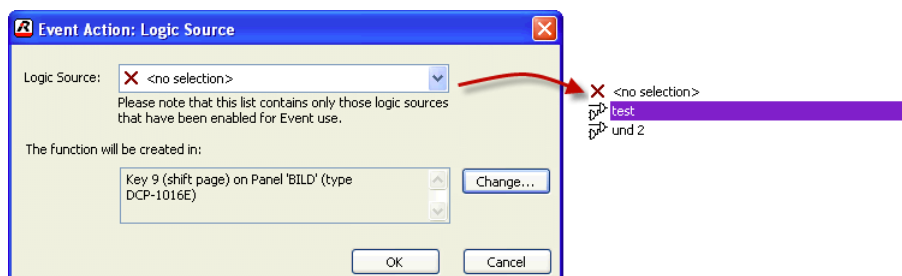 Event Action: Logic Source
Logic Source:
<no selection>
Please note that this list contains only those logic sources
that have been enabled for Event use.
The function will be created in:
Key 9 (shift page) on Panel 'BILD' (type
DCP-1016E)
Change...
OK
Cancel
<no selection>
test
und 2